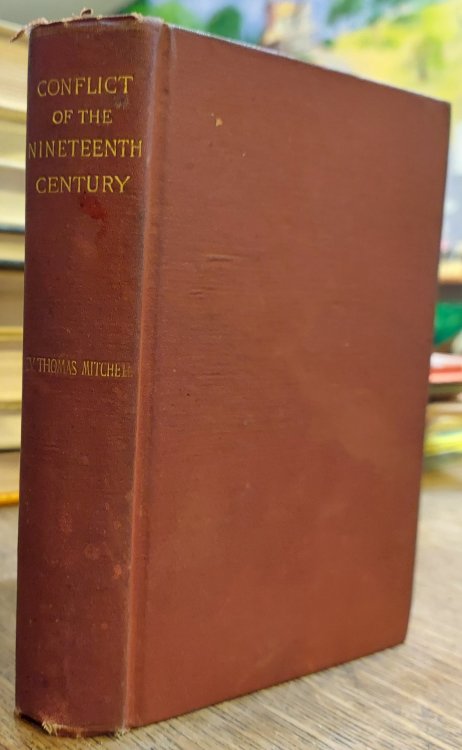 CONFLICT
OF THE
NINETEENTH
CENTURY
THOMAS MITCHELL